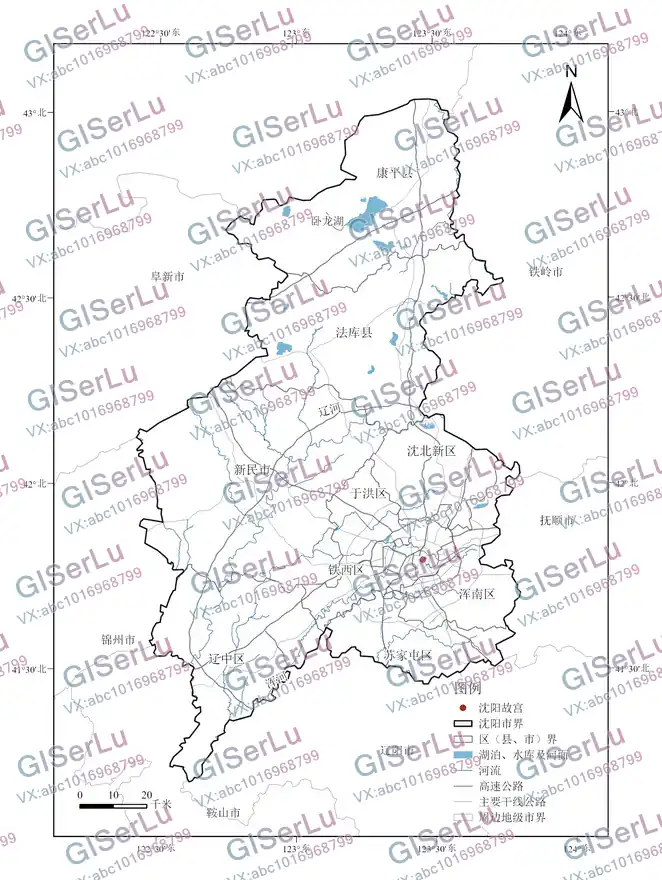 122°30'东
123°东
123°30'东
124°东
GISerLu
VX:abc1016968799
N
43°北
43°北
康平县
卧龙湖
阜新市
铁岭市
42°30'北
42°30'北
法库县
辽河
沈北新区
新民市
于洪区
42°北
42°北
抚顺市
铁西区
浑南区
锦州市
辽中区
苏家屯区
41°30'北
41°30'北
浑河
图例
沈阳故宫
沈阳市界
区（县、市）界
湖泊、水库及河面
河流
高速公路
主要干线公路
周边地级市界
辽阳市
0 10 20
千米
鞍山市
122°30'东
123°东
123°30'东
124°东